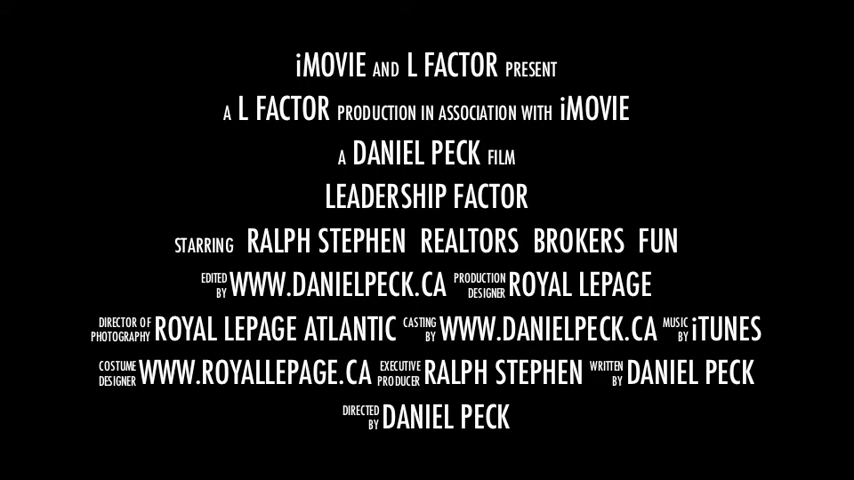 iMOVIE AND L FACTOR PRESENT
A L FACTOR PRODUCTION IN ASSOCIATION WITH iMOVIE
A DANIEL PECK FILM
LEADERSHIP FACTOR
STARRING RALPH STEPHEN REALTORS BROKERS FUN
EDITED BY WWW.DANIELPECK.CA PRODUCTION DESIGNER ROYAL LEPAGE
DIRECTOR OF PHOTOGRAPHY ROYAL LEPAGE ATLANTIC CASTING BY WWW.DANIELPECK.CA MUSIC BY iTUNES
COSTUME DESIGNER WWW.ROYALLEPAGE.CA EXECUTIVE PRODUCER RALPH STEPHEN WRITTEN BY DANIEL PECK
DIRECTED BY DANIEL PECK